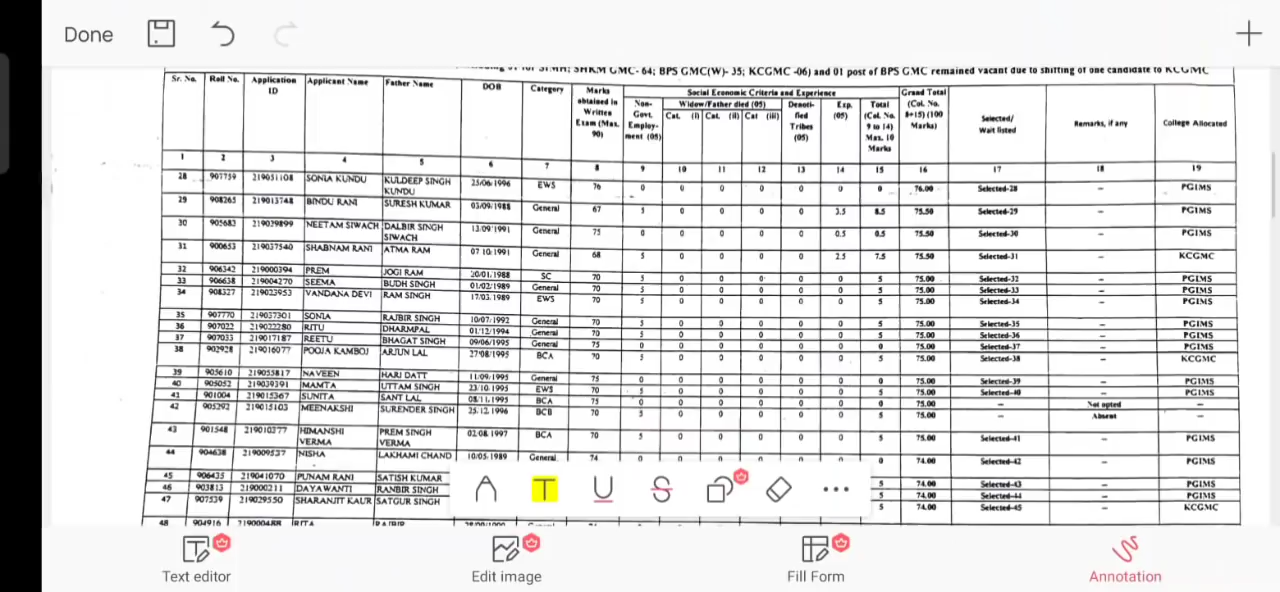 Done
for SHKM GMC- 64; BPS GMC(W)- 35; KCGMC -06) and 01 post of BPS GMC remained vacant due to shifting of one candidate to KCGMC
Sr. No. Roll No. Application ID Applicant Name Father Name DOB Category Marks obtained in Written Exam (Max. 90) Social Economic Criteria and Experience Grand Total (Col. No. 8+15) (100 Marks) Selected/ Wait listed Remarks, if any College Allocated
Non-Govt. Employment (05) Widow/Father died (05) Denotified Tribes (05) Exp. (05) Total (Col. No. 9 to 14) Max. 10 Marks
Cat. (I) Cat. (II) Cat (III)
1 2 3 4 5 6 7 8 9 10 11 12 13 14 15 16 17 18 19
28 907759 219051108 SONIA KUNDU KULDEEP SINGH KUNDU 25/06/1996 EWS 76 0 0 0 0 0 0 0 76.00 Selected-28 – PGIMS
29 908265 219013748 BINDU RANI SURESH KUMAR 03/09/1988 General 67 5 0 0 0 0 3.5 8.5 75.50 Selected-29 – PGIMS
30 905683 219039899 NEETAM SIWACH DALBIR SINGH SIWACH 13/09/1991 General 75 0 0 0 0 0 0.5 0.5 75.50 Selected-30 – PGIMS
31 900653 219037540 SHABNAM RANI ATMA RAM 07/10/1991 General 68 5 0 0 0 0 2.5 7.5 75.50 Selected-31 – KCGMC
32 906342 219000394 PREM JOGI RAM 20/01/1988 SC 70 5 0 0 0 0 0 5 75.00 Selected-32 – PGIMS
33 906638 219004270 SEEMA BUDH SINGH 01/02/1989 General 70 5 0 0 0 0 0 5 75.00 Selected-33 – PGIMS
34 908327 219023953 VANDANA DEVI RAM SINGH 17/03/1989 EWS 70 5 0 0 0 0 0 5 75.00 Selected-34 – PGIMS
35 907770 219037301 SONIA RAJBIR SINGH 10/07/1992 General 70 5 0 0 0 0 0 5 75.00 Selected-35 – PGIMS
36 907022 219022280 RITU DHARMPAL 01/12/1994 General 70 5 0 0 0 0 0 5 75.00 Selected-36 – PGIMS
37 907033 219017187 REETU BHAGAT SINGH 09/06/1995 General 75 0 0 0 0 0 0 0 75.00 Selected-37 – PGIMS
38 902928 219016077 POOJA KAMBOJ ARJUN LAL 27/08/1995 BCA 70 5 0 0 0 0 0 5 75.00 Selected-38 – KCGMC
39 905610 219053817 NAVEEN HARI DATT 11/09/1995 General 75 0 0 0 0 0 0 0 75.00 Selected-39 – PGIMS
40 905052 219039391 MAMTA UTTAM SINGH 23/10/1995 EWS 70 5 0 0 0 0 0 5 75.00 Selected-40 – PGIMS
41 901004 219015367 SUNITA SANT LAL 08/11/1995 BCA 75 0 0 0 0 0 0 0 75.00 – Not opted –
42 905292 219015103 MEENAKSHI SURENDER SINGH 25/12/1996 BCB 70 5 0 0 0 0 0 5 75.00 – Absent –
43 901548 219010377 HIMANSHI VERMA PREM SINGH VERMA 02/08/1997 BCA 70 5 0 0 0 0 0 5 75.00 Selected-41 – PGIMS
44 904638 219009537 NISHA LAKHAMI CHAND 10/05/1989 General 74 0 0 0 0 0 0 0 74.00 Selected-42 – PGIMS
45 906435 219041070 PUNAM RANI SATISH KUMAR 5 74.00 Selected-43 – PGIMS
46 903813 219000211 DAYAWANTI RANBIR SINGH 5 74.00 Selected-44 – PGIMS
47 907539 219029550 SHARANJIT KAUR SATGUR SINGH 5 74.00 Selected-45 – KCGMC
48 904916 219000488 RITA
Text editor Edit image Fill Form Annotation